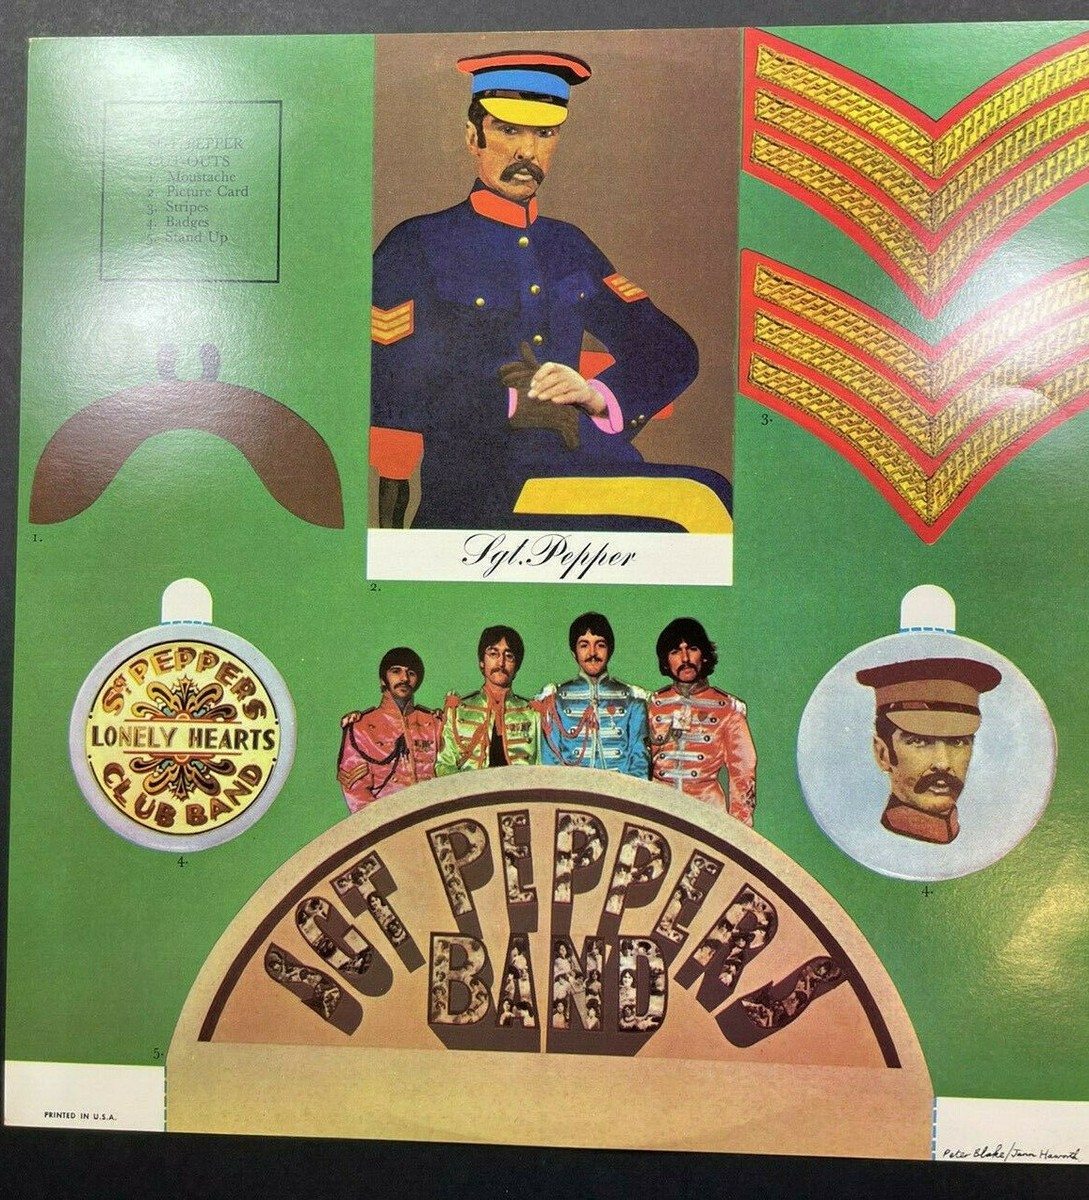 SGT PEPPER
CUT-OUTS
1. Moustache
2. Picture Card
3. Stripes
4. Badges
5. Stand Up
1.
Sgt. Pepper
2.
3.
SGT PEPPERS
LONELY HEARTS
CLUB BAND
4.
4.
SGT PEPPERS
BAND
5.
PRINTED IN U.S.A.
Peter Blake/Jann Haworth